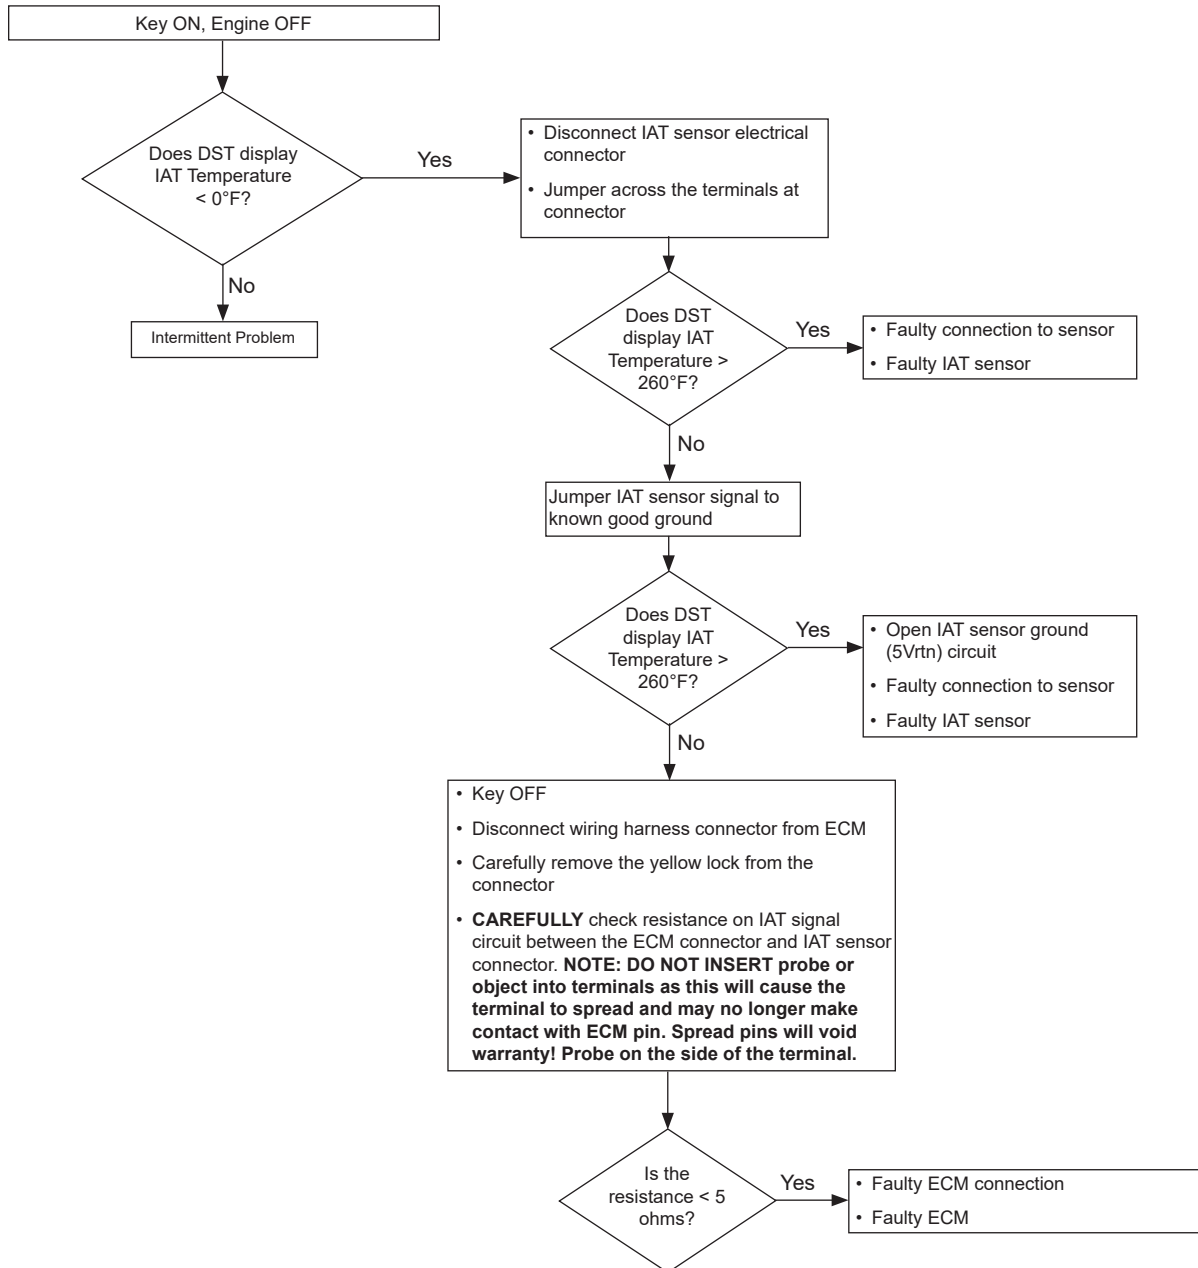 Key ON, Engine OFF
Does DST display
IAT Temperature
< 0°F?
Yes
• Disconnect IAT sensor electrical
connector
• Jumper across the terminals at
connector
No
Intermittent Problem
Does DST
display IAT
Temperature >
260°F?
Yes
• Faulty connection to sensor
• Faulty IAT sensor
No
Jumper IAT sensor signal to
known good ground
Does DST
display IAT
Temperature >
260°F?
Yes
• Open IAT sensor ground
(5Vrtn) circuit
• Faulty connection to sensor
• Faulty IAT sensor
No
• Key OFF
• Disconnect wiring harness connector from ECM
• Carefully remove the yellow lock from the
connector
• CAREFULLY check resistance on IAT signal
circuit between the ECM connector and IAT sensor
connector. NOTE: DO NOT INSERT probe or
object into terminals as this will cause the
terminal to spread and may no longer make
contact with ECM pin. Spread pins will void
warranty! Probe on the side of the terminal.
Is the
resistance < 5
ohms?
Yes
• Faulty ECM connection
• Faulty ECM